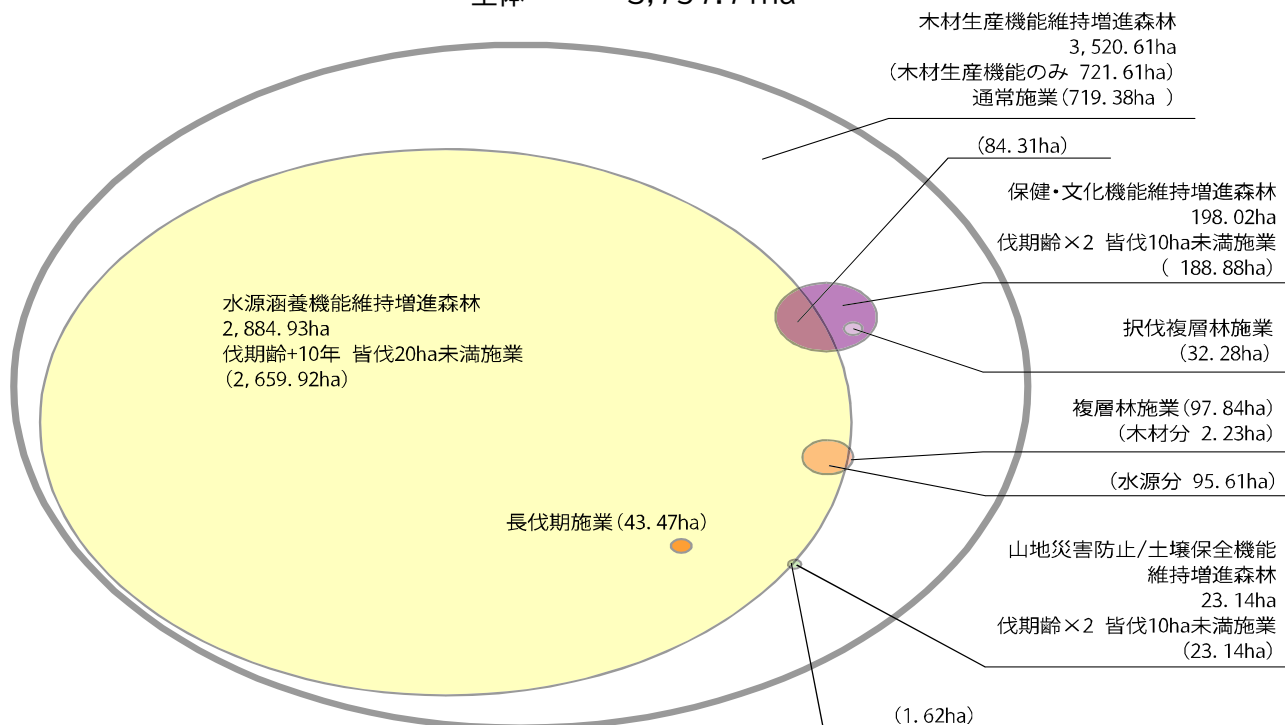 全体
木材生産機能維持増進森林
3,520.61ha
(木材生産機能のみ 721.61ha)
通常施業(719.38ha )
(84.31ha)
保健・文化機能維持増進森林
198.02ha
伐期齢×2 皆伐10ha未満施業
( 188.88ha)
水源涵養機能維持増進森林
2,884.93ha
伐期齢+10年 皆伐20ha未満施業
(2,659.92ha)
択伐複層林施業
(32.28ha)
複層林施業(97.84ha)
(木材分 2.23ha)
(水源分 95.61ha)
長伐期施業(43.47ha)
山地災害防止/土壌保全機能
維持増進森林
23.14ha
伐期齢×2 皆伐10ha未満施業
(23.14ha)
(1.62ha)